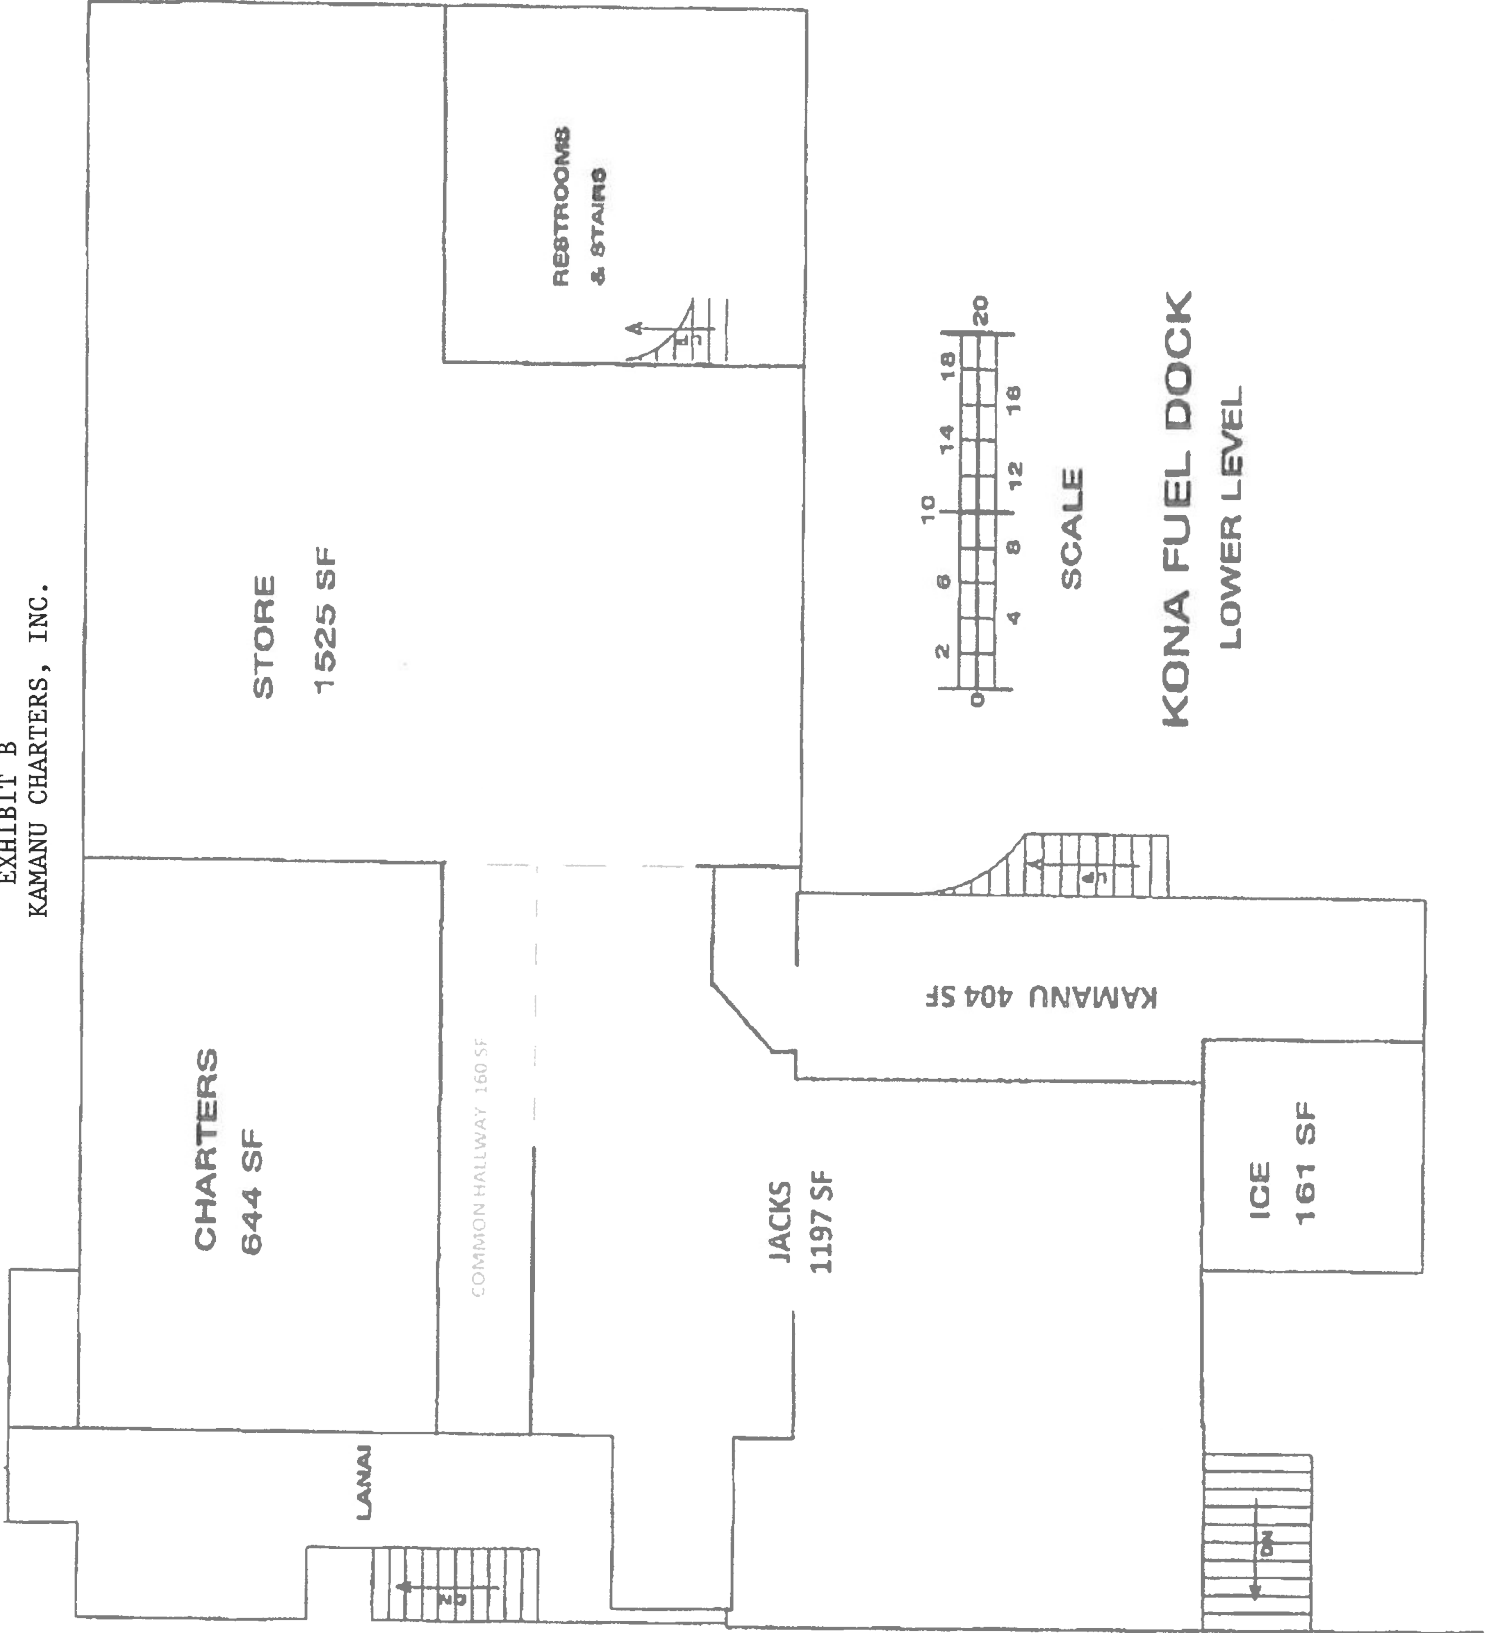 EXHIBIT B
KAMANU CHARTERS, INC.
STORE
1525 SF
RESTROOMS
& STAIRS
UP
CHARTERS
644 SF
COMMON HALLWAY 160 SF
LANAI
DN
JACKS
1197 SF
KAMANU 404 SF
UP
ICE
161 SF
DN
0 2 4 6 8 10 12 14 16 18 20
SCALE
KONA FUEL DOCK
LOWER LEVEL